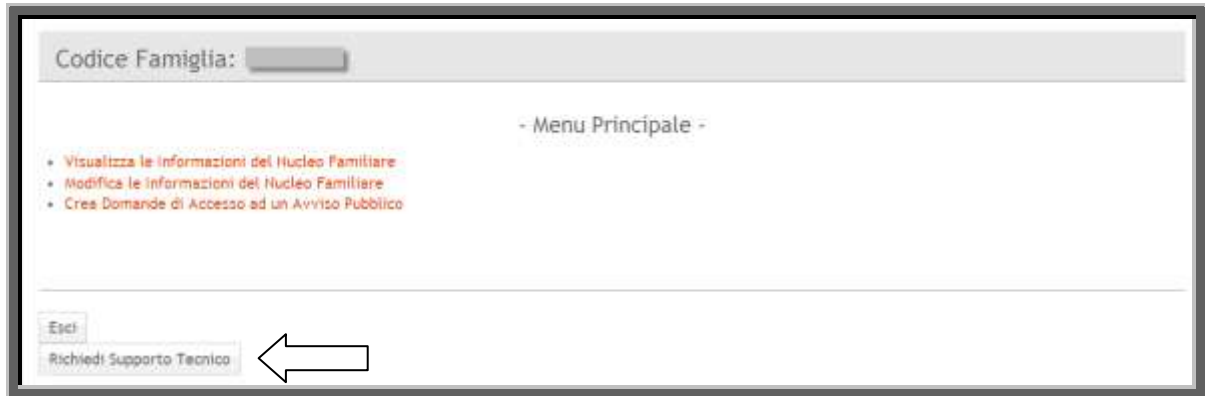 Codice Famiglia:
- Menu Principale -
Visualizza le Informazioni del Nucleo Familiare
Modifica le Informazioni del Nucleo Familiare
Crea Domande di Accesso ad un Avviso Pubblico
Esci
Richiedi Supporto Tecnico